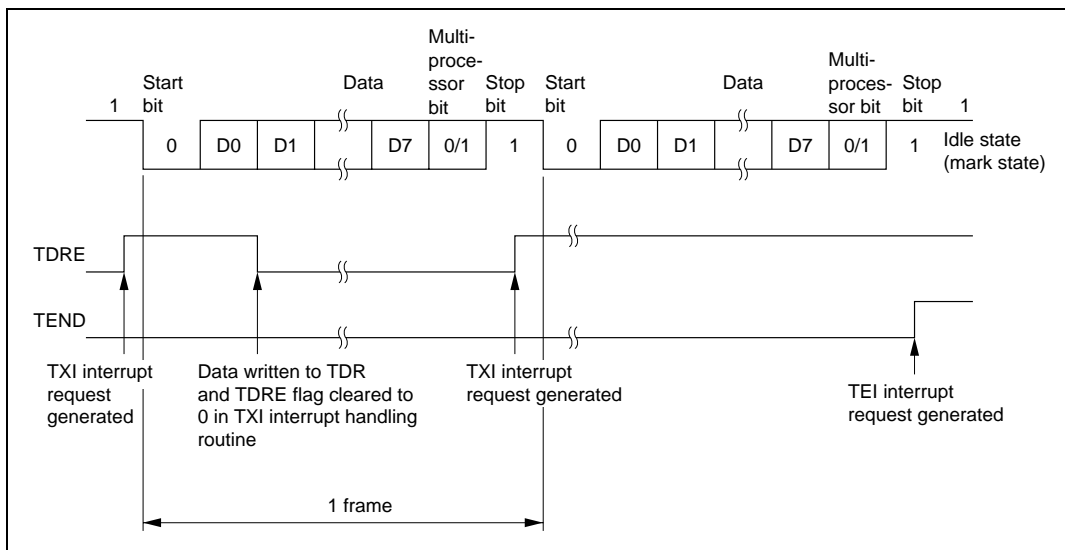 Multi-
proce-
ssor
bit
Multi-
proces-
sor bit
Start
bit
Data
Stop
bit
Start
bit
Data
Stop
bit
1
1
0
D0
D1
D7
0/1
1
0
D0
D1
D7
0/1
1
Idle state
(mark state)
TDRE
TEND
TXI interrupt
request
generated
Data written to TDR
and TDRE flag cleared to
0 in TXI interrupt handling
routine
TXI interrupt
request generated
TEI interrupt
request generated
1 frame